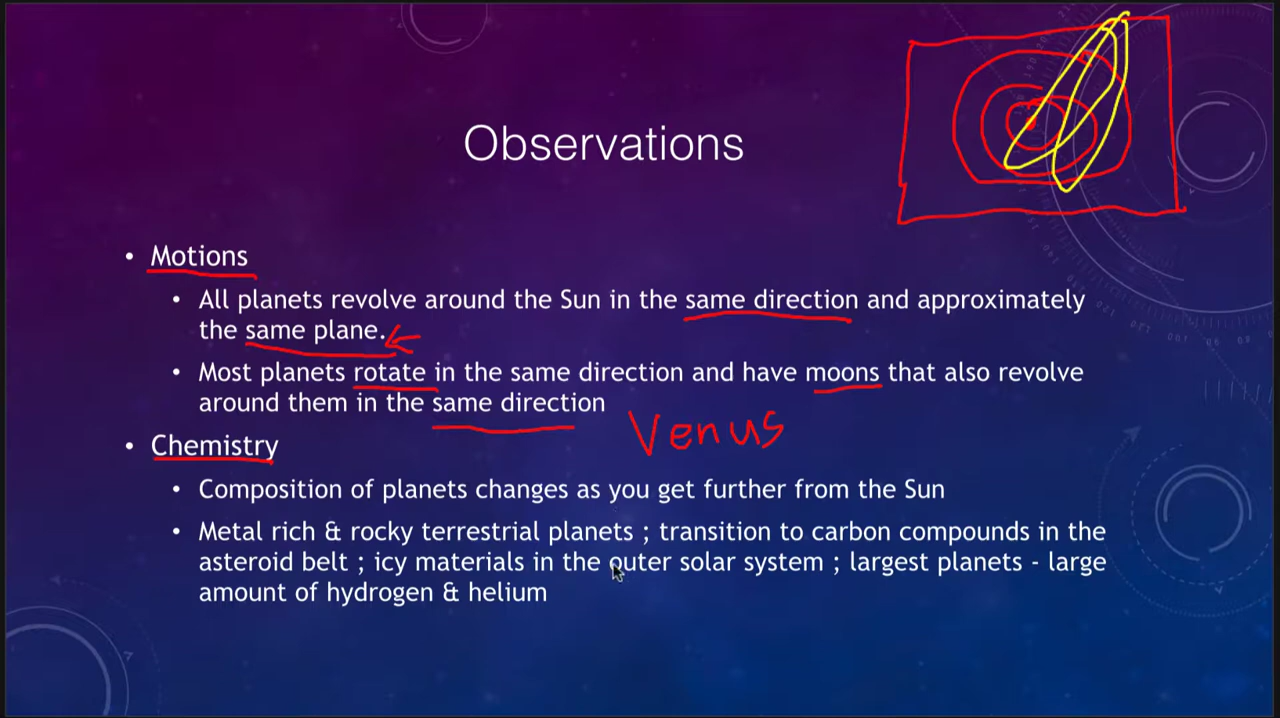 Observations
• Motions
• All planets revolve around the Sun in the same direction and approximately
the same plane.
• Most planets rotate in the same direction and have moons that also revolve
around them in the same direction
Venus
• Chemistry
• Composition of planets changes as you get further from the Sun
• Metal rich & rocky terrestrial planets ; transition to carbon compounds in the
asteroid belt ; icy materials in the outer solar system ; largest planets - large
amount of hydrogen & helium